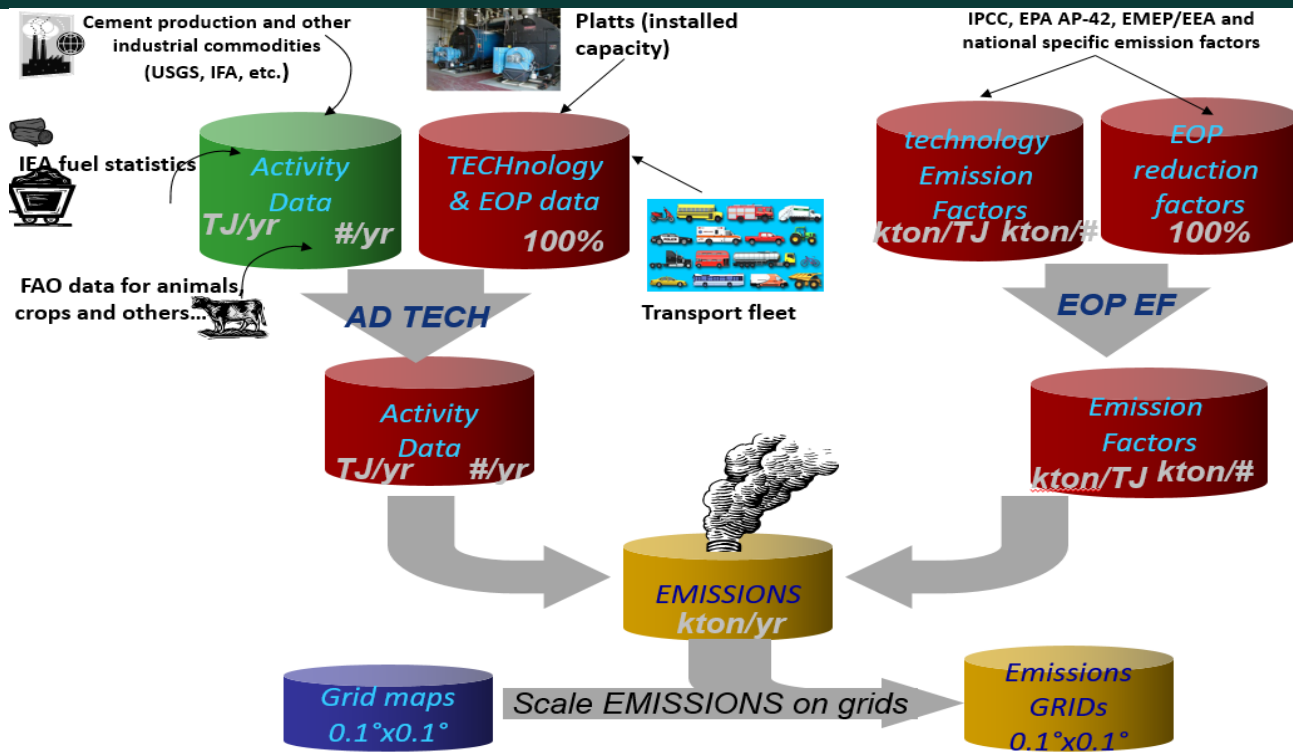 Cement production and other
industrial commodities
(USGS, IFA, etc.)
Platts (installed
capacity)
IPCC, EPA AP-42, EMEP/EEA and
national specific emission factors
IEA fuel statistics
Activity
Data
TJ/yr #/yr
TECHnology
& EOP data
100%
technology
Emission
Factors
kton/TJ kton/#
EOP
reduction
factors
100%
FAO data for animals,
crops and others...
AD TECH
Transport fleet
EOP EF
Activity
Data
TJ/yr #/yr
Emission
Factors
kton/TJ kton/#
EMISSIONS
kton/yr
Grid maps
0.1°x0.1°
Scale EMISSIONS on grids
Emissions
GRIDs
0.1°x0.1°